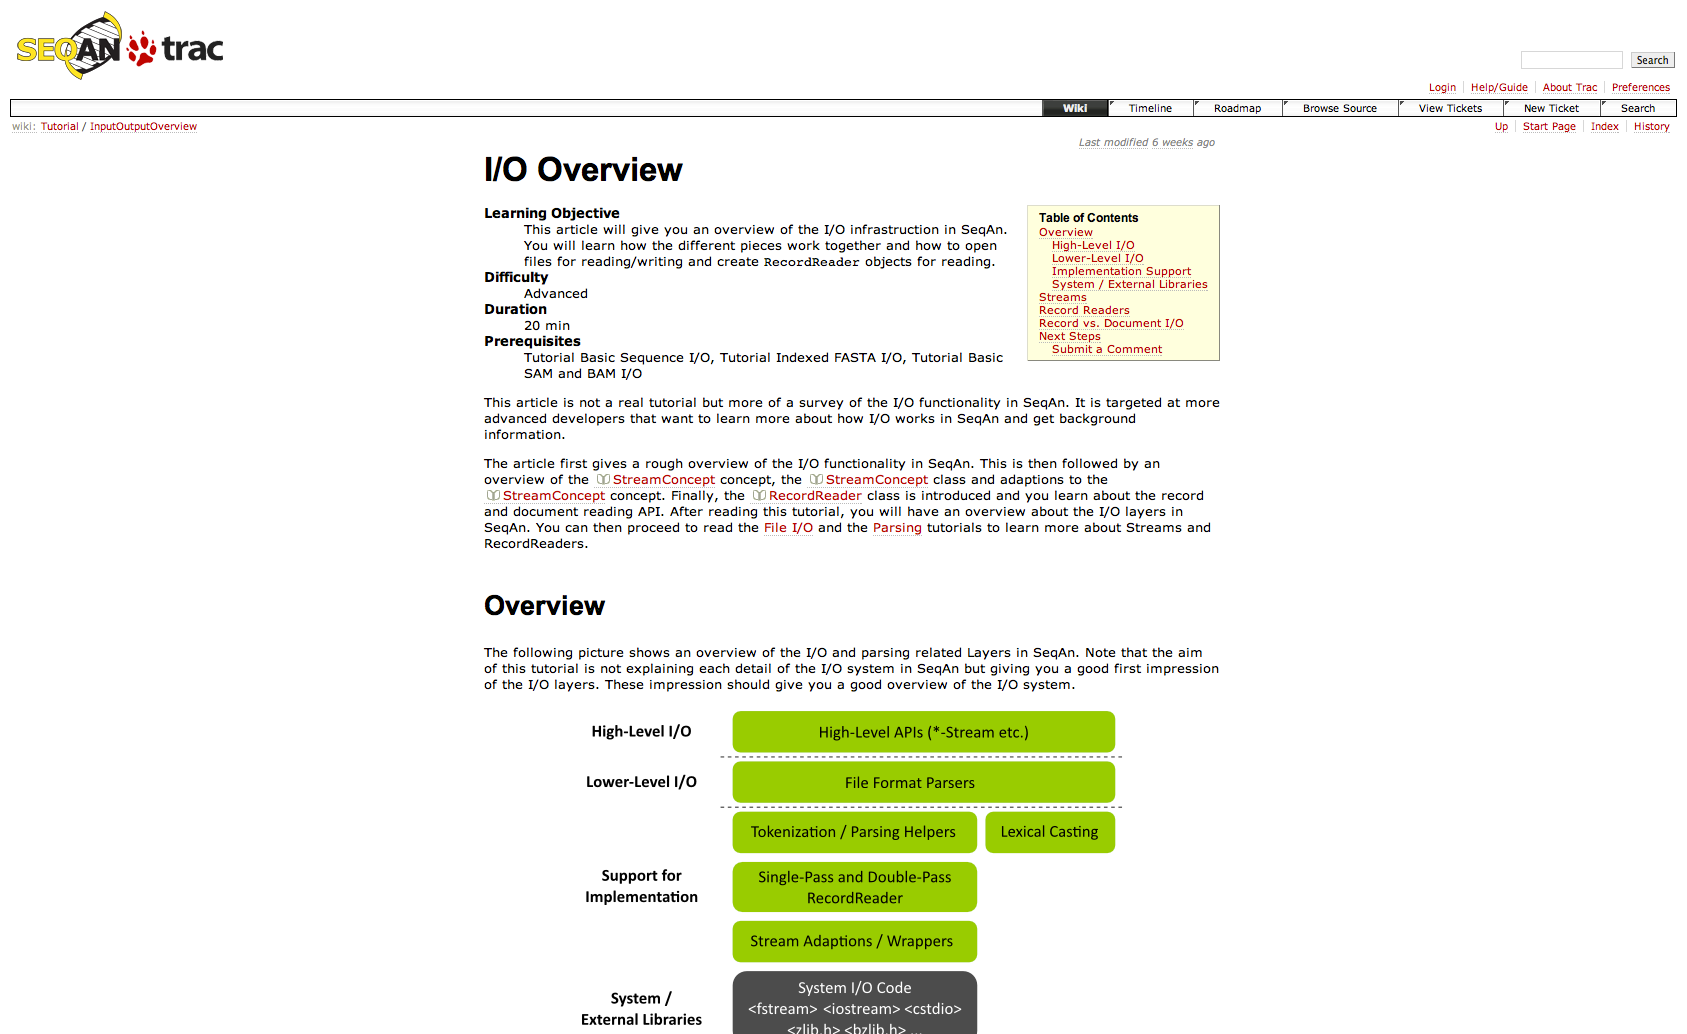 SEQAN trac
Search
Login Help/Guide About Trac Preferences
Wiki Timeline Roadmap Browse Source View Tickets New Ticket Search
wiki: Tutorial / InputOutputOverview
Up Start Page Index History
Last modified 6 weeks ago
I/O Overview
Learning Objective
This article will give you an overview of the I/O infrastruction in SeqAn.
You will learn how the different pieces work together and how to open
files for reading/writing and create RecordReader objects for reading.
Difficulty
Advanced
Duration
20 min
Prerequisites
Tutorial Basic Sequence I/O, Tutorial Indexed FASTA I/O, Tutorial Basic
SAM and BAM I/O
Table of Contents
Overview
High-Level I/O
Lower-Level I/O
Implementation Support
System / External Libraries
Streams
Record Readers
Record vs. Document I/O
Next Steps
Submit a Comment
This article is not a real tutorial but more of a survey of the I/O functionality in SeqAn. It is targeted at more
advanced developers that want to learn more about how I/O works in SeqAn and get background
information.
The article first gives a rough overview of the I/O functionality in SeqAn. This is then followed by an
overview of the StreamConcept concept, the StreamConcept class and adaptions to the
StreamConcept concept. Finally, the RecordReader class is introduced and you learn about the record
and document reading API. After reading this tutorial, you will have an overview about the I/O layers in
SeqAn. You can then proceed to read the File I/O and the Parsing tutorials to learn more about Streams and
RecordReaders.
Overview
The following picture shows an overview of the I/O and parsing related Layers in SeqAn. Note that the aim
of this tutorial is not explaining each detail of the I/O system in SeqAn but giving you a good first impression
of the I/O layers. These impression should give you a good overview of the I/O system.
High-Level I/O
High-Level APIs (*-Stream etc.)
Lower-Level I/O
File Format Parsers
Tokenization / Parsing Helpers
Lexical Casting
Support for
Implementation
Single-Pass and Double-Pass
RecordReader
Stream Adaptions / Wrappers
System /
External Libraries
System I/O Code
<fstream> <iostream> <cstdio>
<zlib.h> <bzlib.h> ...